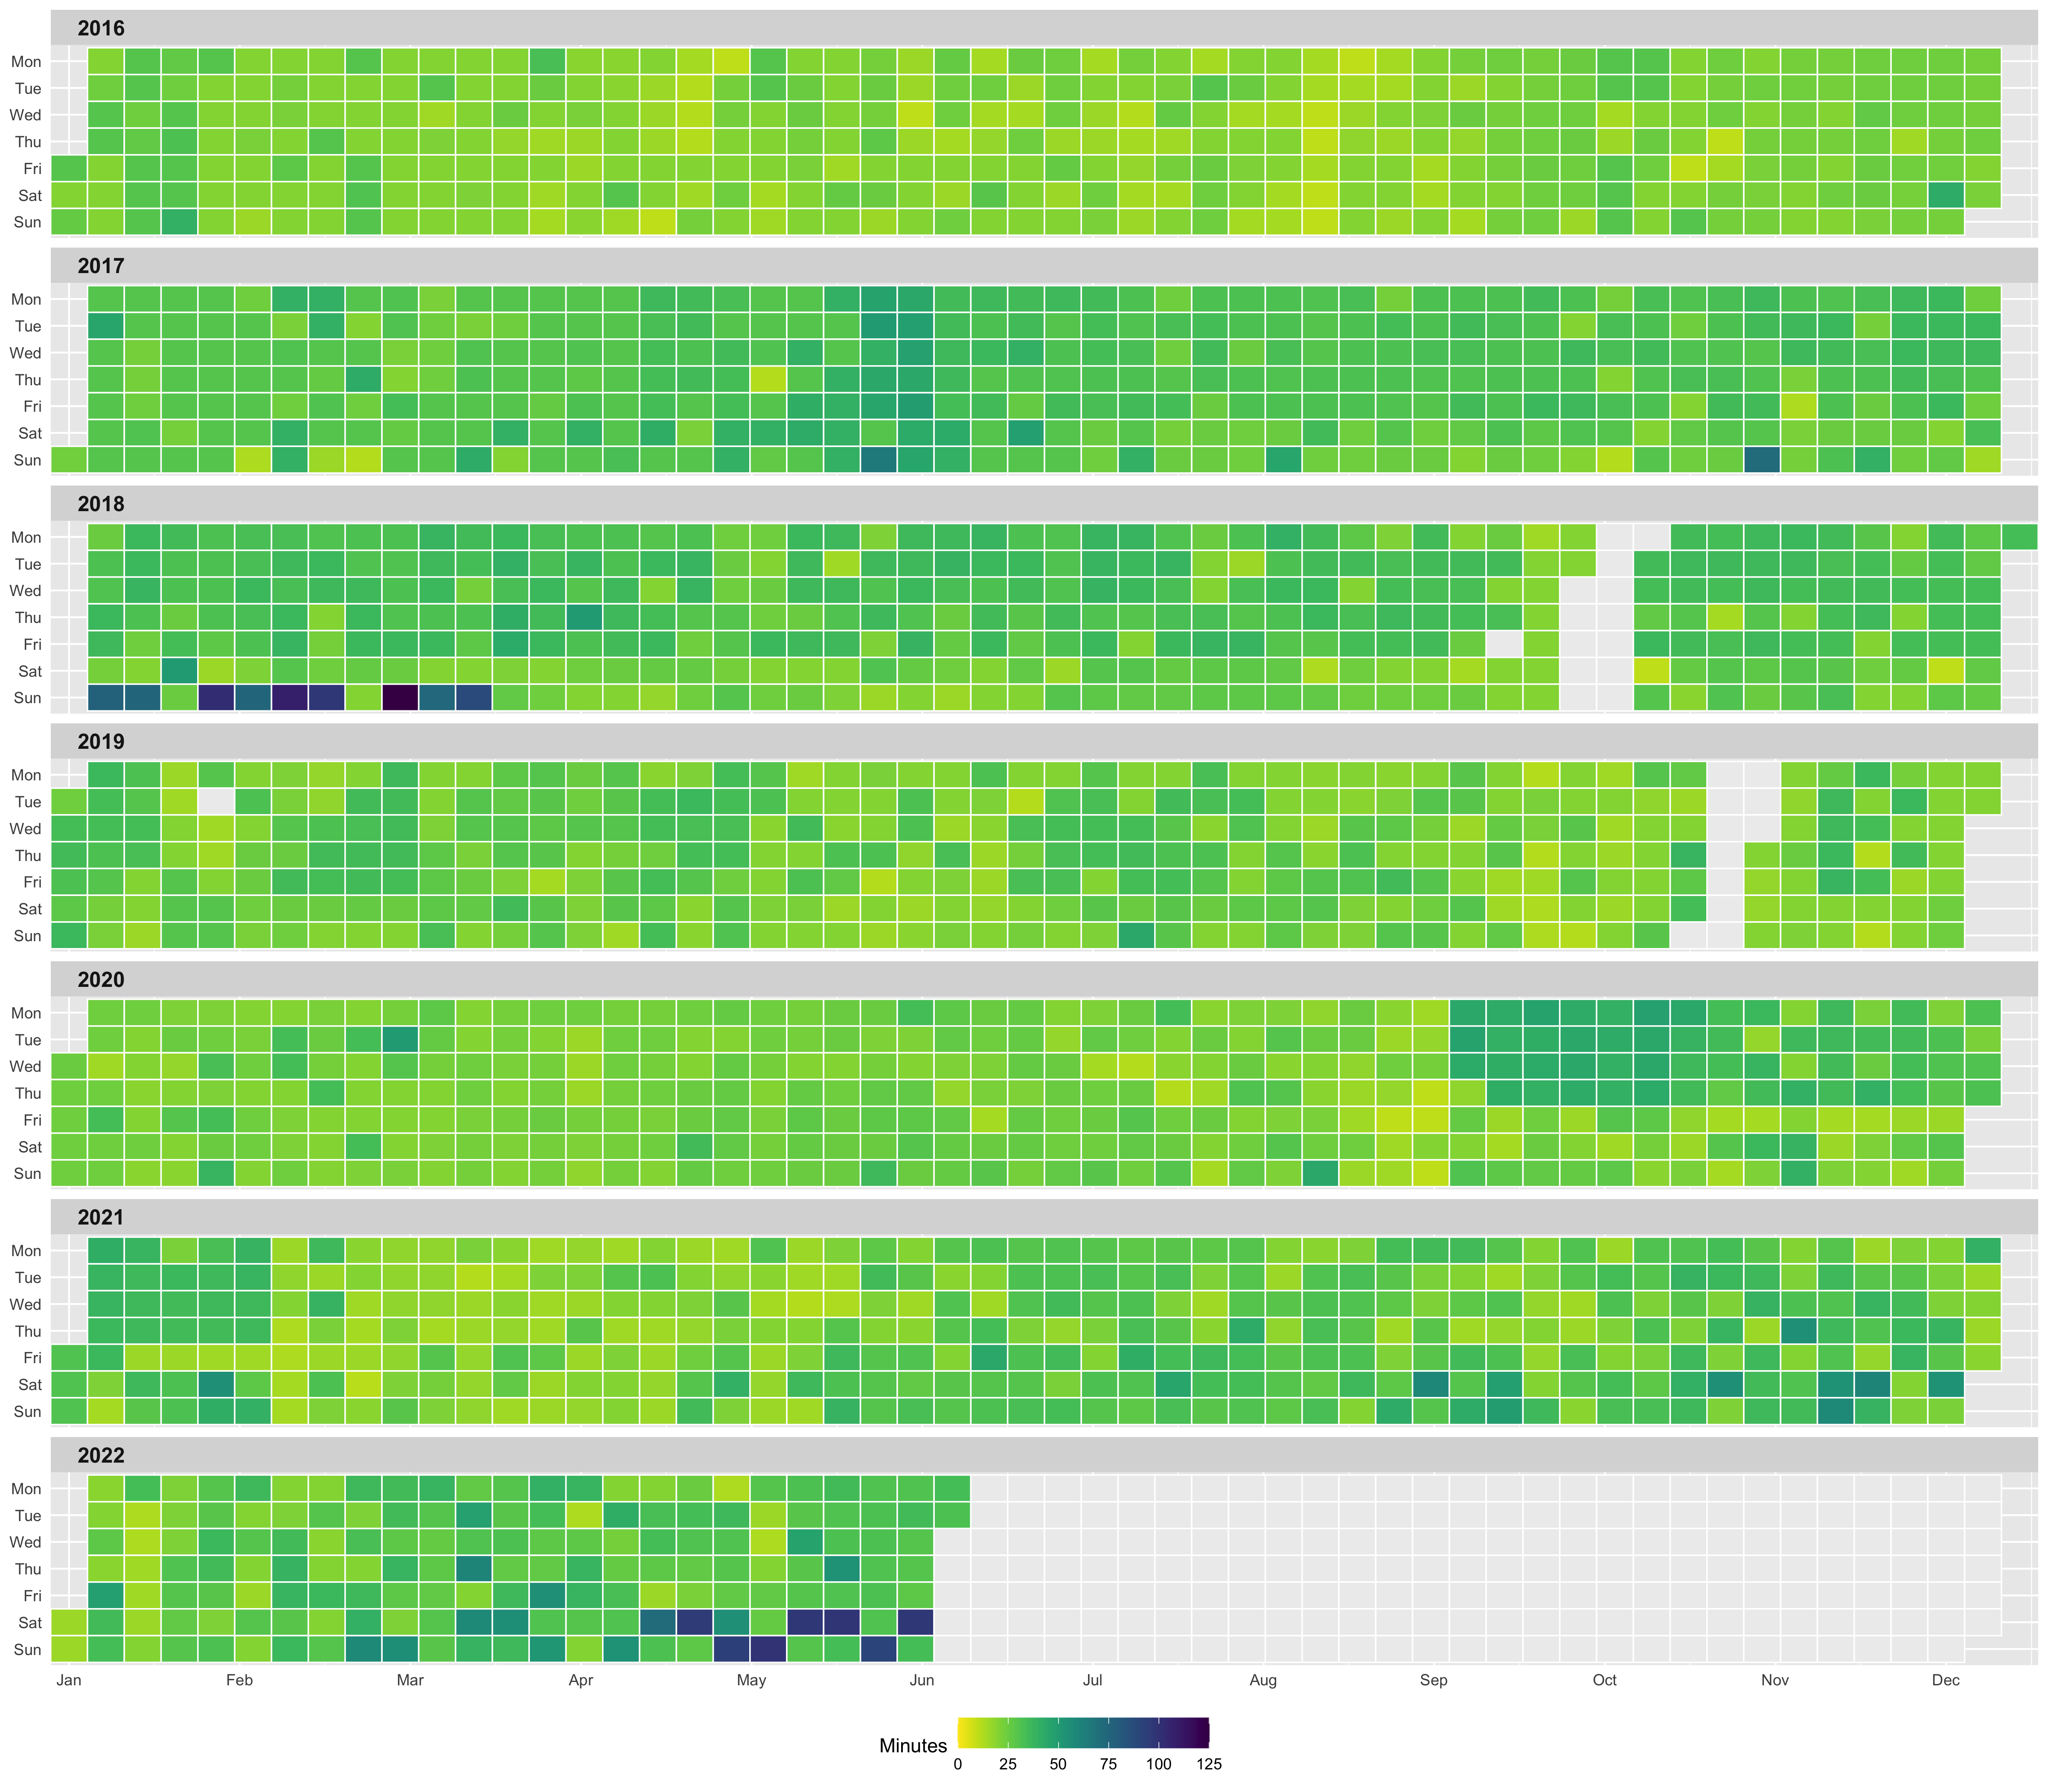 2016
Mon
Tue
Wed
Thu
Fri
Sat
Sun
2017
Mon
Tue
Wed
Thu
Fri
Sat
Sun
2018
Mon
Tue
Wed
Thu
Fri
Sat
Sun
2019
Mon
Tue
Wed
Thu
Fri
Sat
Sun
2020
Mon
Tue
Wed
Thu
Fri
Sat
Sun
2021
Mon
Tue
Wed
Thu
Fri
Sat
Sun
2022
Mon
Tue
Wed
Thu
Fri
Sat
Sun
Jan Feb Mar Apr May Jun Jul Aug Sep Oct Nov Dec
Minutes
0 25 50 75 100 125